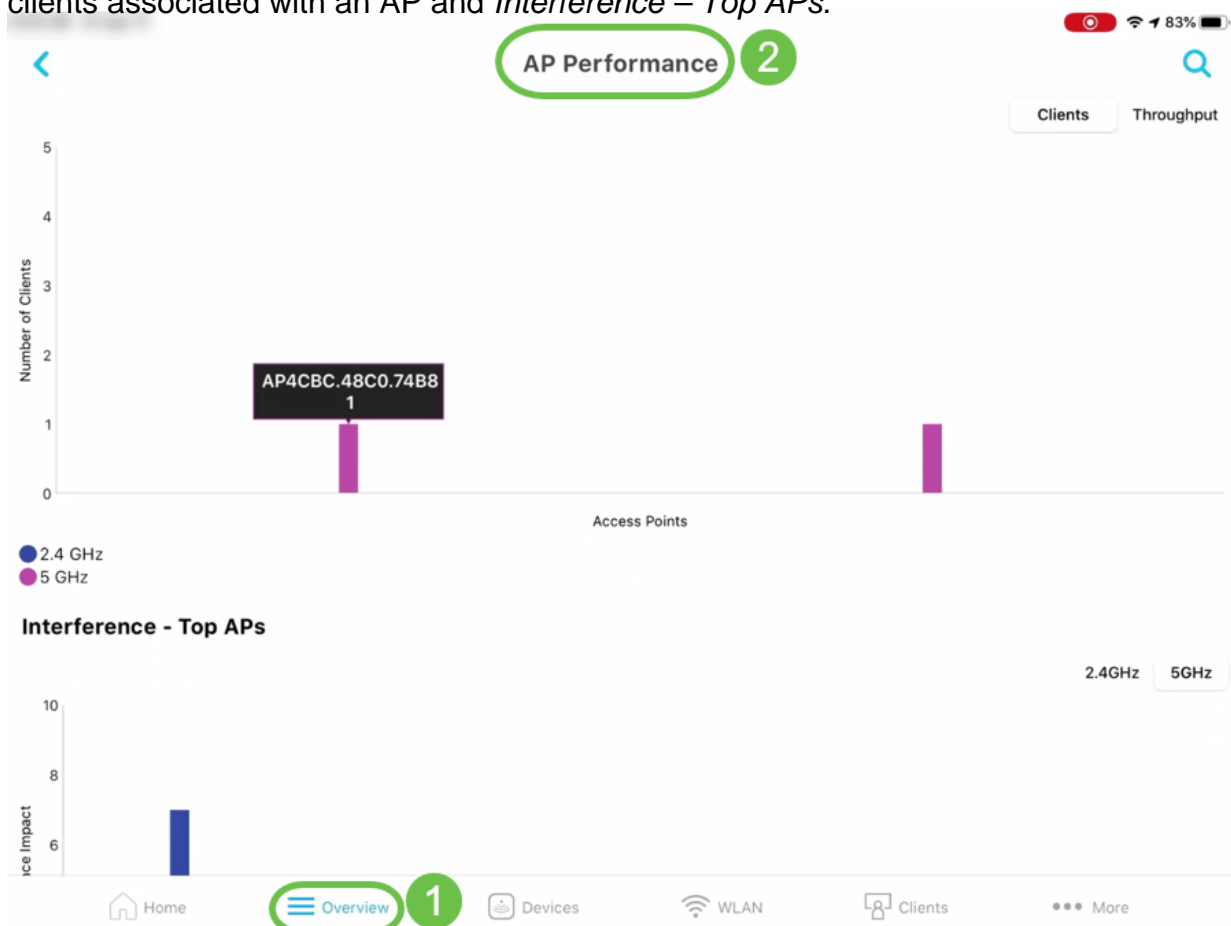 clients associated with an AP and Interference – Top APs.
83%
AP Performance
2
Clients Throughput
5
4
3
2
1
0
Number of Clients
AP4CBC.48C0.74B8
1
Access Points
2.4 GHz
5 GHz
Interference - Top APs
2.4GHz 5GHz
10
8
6
Impact
Home Overview 1 Devices WLAN Clients More